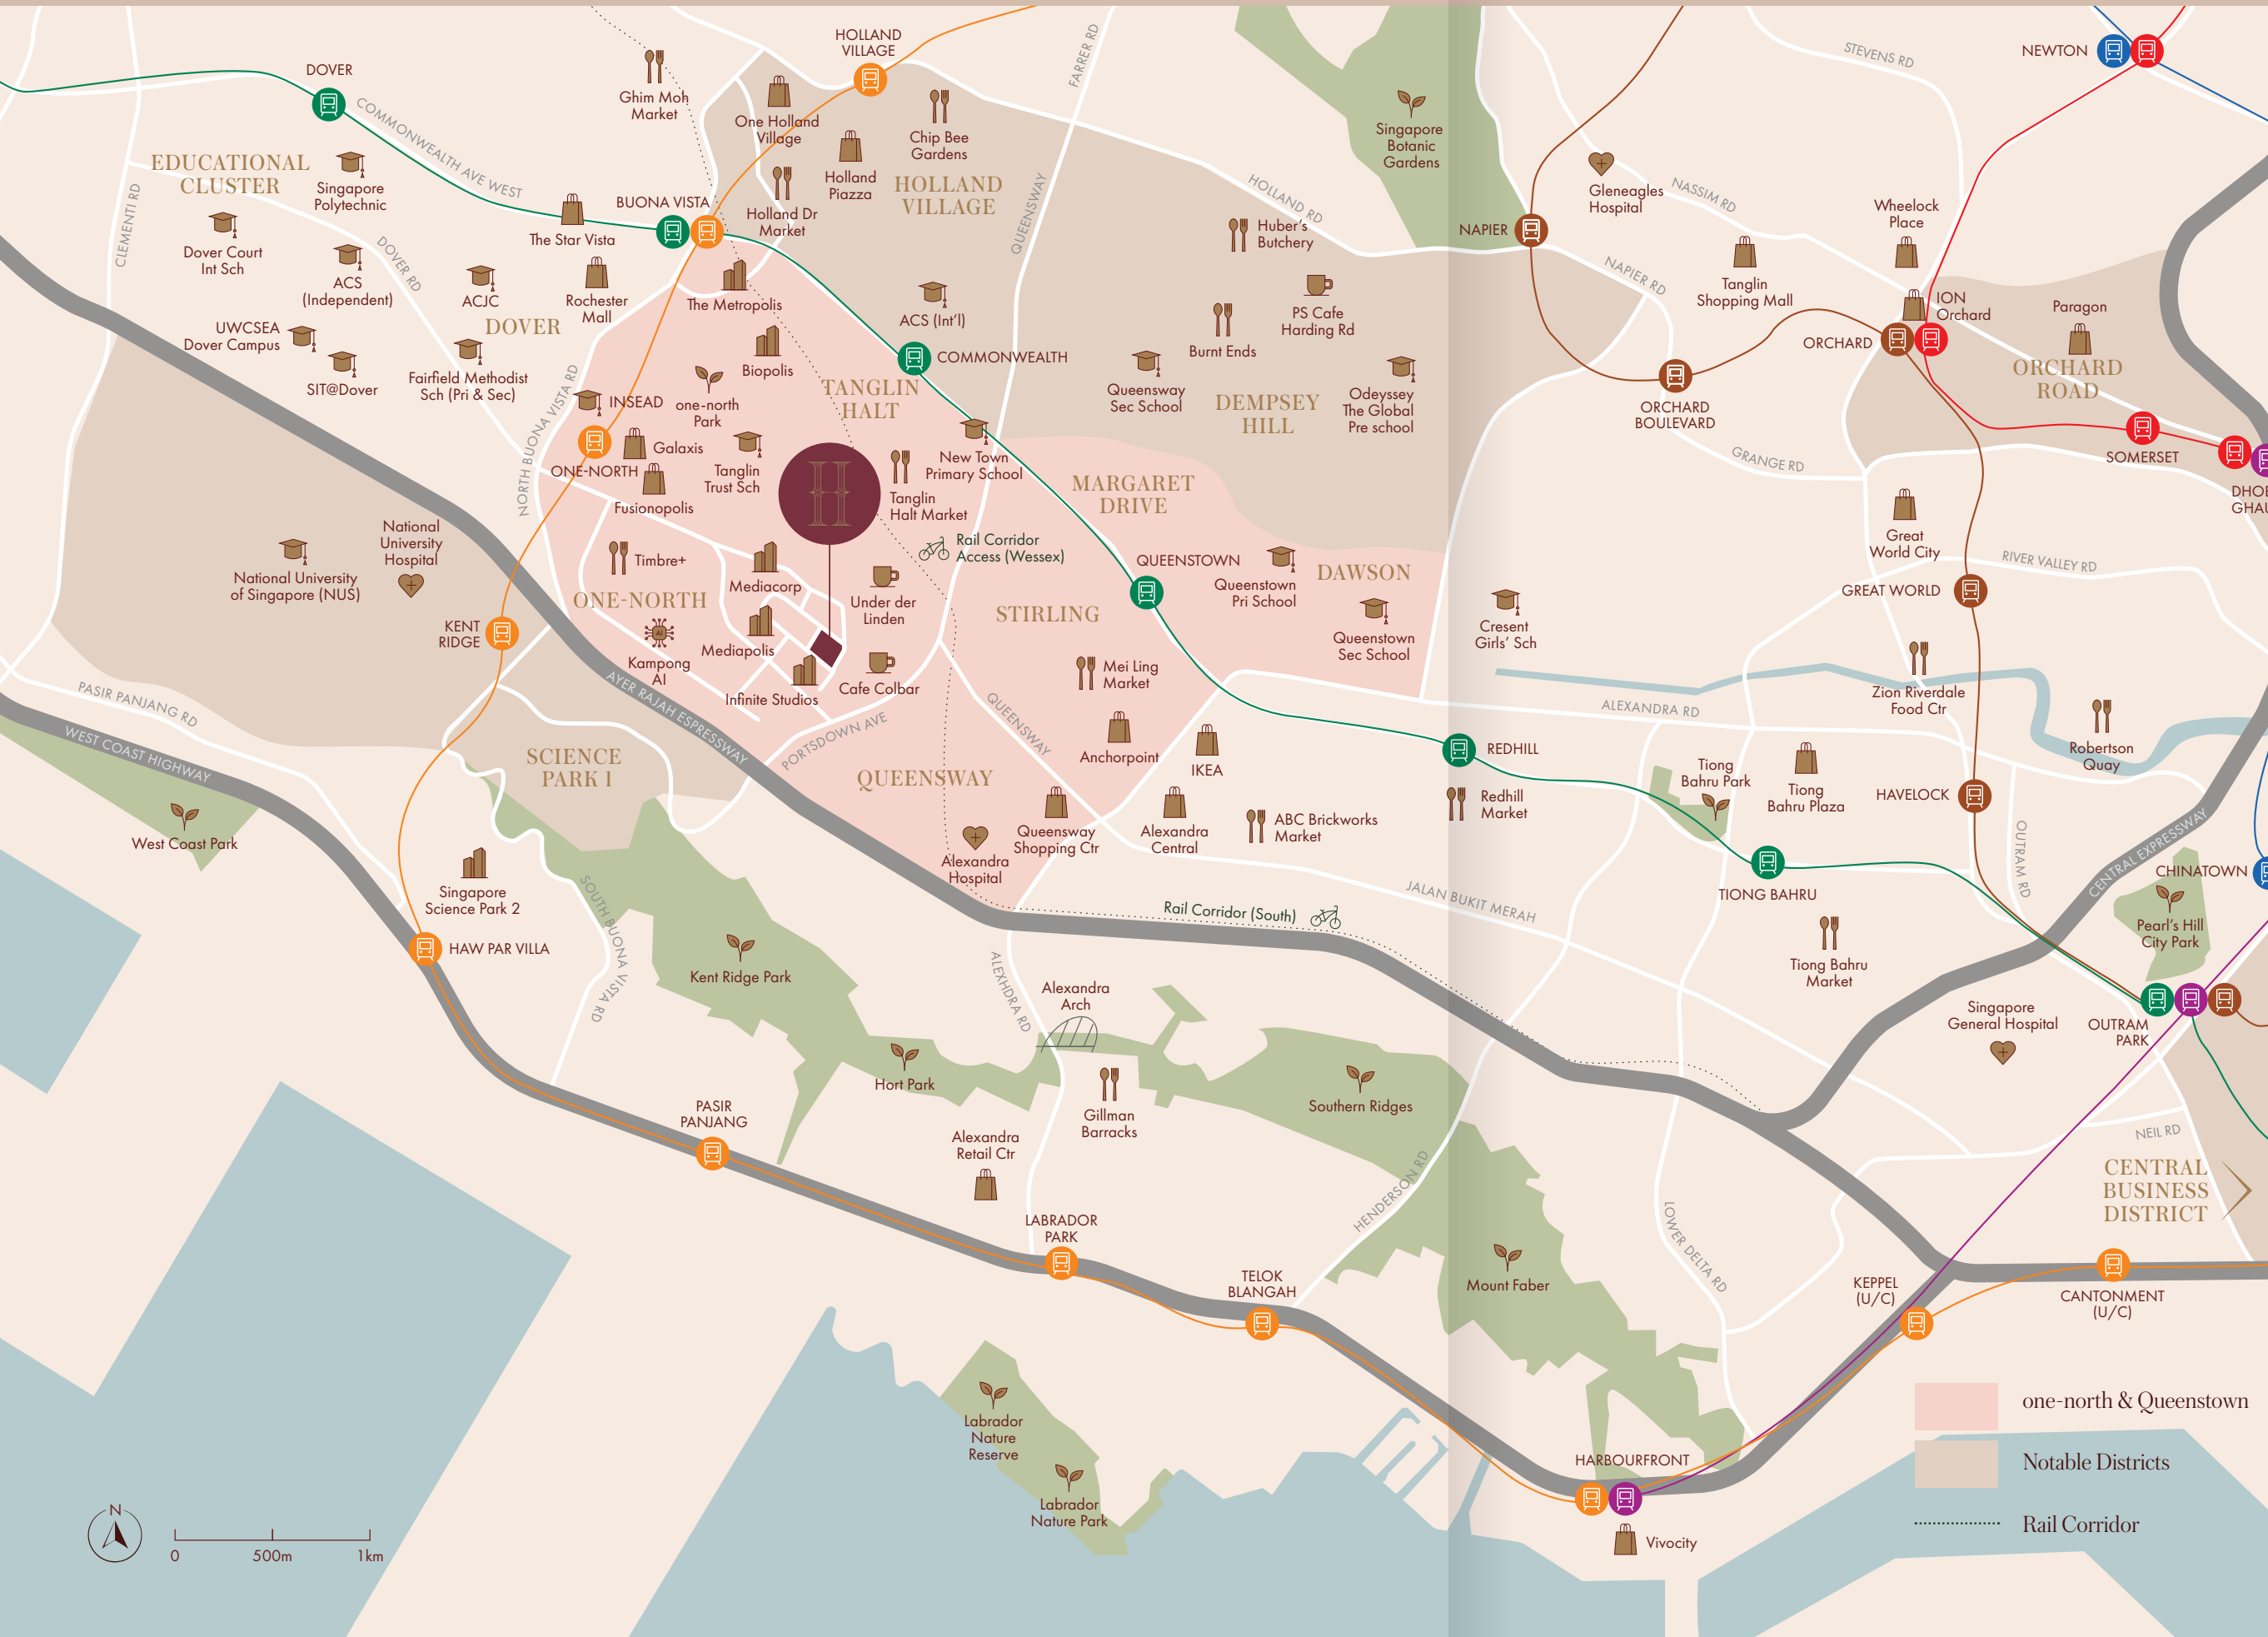 HOLLAND
VILLAGE
DOVER
COMMONWEALTH AVE WEST
Ghim Moh
Market
One Holland
Village
Chip Bee
Gardens
FARRER RD
Singapore
Botanic
Gardens
STEVENS RD
NEWTON
EDUCATIONAL
CLUSTER
Singapore
Polytechnic
CLEMENTI RD
Dover Court
Int Sch
ACS
(Independent)
DOVER RD
ACJC
The Star Vista
BUONA VISTA
Holland
Piazza
Holland Dr
Market
HOLLAND
VILLAGE
QUEENSWAY
HOLLAND RD
Huber's
Butchery
NAPIER
Gleneagles
Hospital
NASSIM RD
Wheelock
Place
NAPIER RD
Tanglin
Shopping Mall
ION
Orchard
Paragon
ORCHARD
ORCHARD
ROAD
UWCSEA
Dover Campus
SIT@Dover
DOVER
Rochester
Mall
The Metropolis
ACS (Int'l)
PS Cafe
Harding Rd
Burnt Ends
Fairfield Methodist
Sch (Pri & Sec)
NORTH BUONA VISTA RD
Biopolis
COMMONWEALTH
TANGLIN
HALT
Queensway
Sec School
DEMPSEY
HILL
Odeyssey
The Global
Pre school
ORCHARD
BOULEVARD
GRANGE RD
SOMERSET
DHOB
GHAU
INSEAD
one-north
Park
Galaxis
ONE-NORTH
Fusionopolis
Tanglin
Trust Sch
H
New Town
Primary School
Tanglin
Halt Market
MARGARET
DRIVE
National
University
Hospital
National University
of Singapore (NUS)
Timbre+
Mediacorp
Rail Corridor
Access (Wessex)
QUEENSTOWN
Queenstown
Pri School
DAWSON
Great
World City
RIVER VALLEY RD
GREAT WORLD
ONE-NORTH
Under der
Linden
STIRLING
Queenstown
Sec School
Cresent
Girls' Sch
KENT
RIDGE
AI
Kampong
AI
Mediapolis
Infinite Studios
Cafe Colbar
Mei Ling
Market
Zion Riverdale
Food Ctr
PASIR PANJANG RD
WEST COAST HIGHWAY
AYER RAJAH ESPRESSWAY
PORTSDOWN AVE
QUEENSWAY
ALEXANDRA RD
Robertson
Quay
SCIENCE
PARK 1
QUEENSWAY
Anchorpoint
IKEA
REDHILL
Tiong
Bahru Park
Tiong
Bahru Plaza
HAVELOCK
West Coast Park
Queensway
Shopping Ctr
Alexandra
Central
ABC Brickworks
Market
Redhill
Market
OUTRAM RD
CENTRAL EXPRESSWAY
Alexandra
Hospital
TIONG BAHRU
CHINATOWN
Singapore
Science Park 2
SOUTH BUONA VISTA RD
Rail Corridor (South)
JALAN BUKIT MERAH
Pearl's Hill
City Park
HAW PAR VILLA
Kent Ridge Park
ALEXHDRA RD
Alexandra
Arch
Tiong Bahru
Market
Singapore
General Hospital
OUTRAM
PARK
Hort Park
Gillman
Barracks
Southern Ridges
PASIR
PANJANG
Alexandra
Retail Ctr
HENDERSON RD
NEIL RD
CENTRAL
BUSINESS
DISTRICT
LABRADOR
PARK
LOWER DELTA RD
TELOK
BLANGAH
Mount Faber
KEPPEL
(U/C)
CANTONMENT
(U/C)
Labrador
Nature
Reserve
Labrador
Nature Park
HARBOURFRONT
Vivocity
one-north & Queenstown
Notable Districts
Rail Corridor
N
0 500m 1km